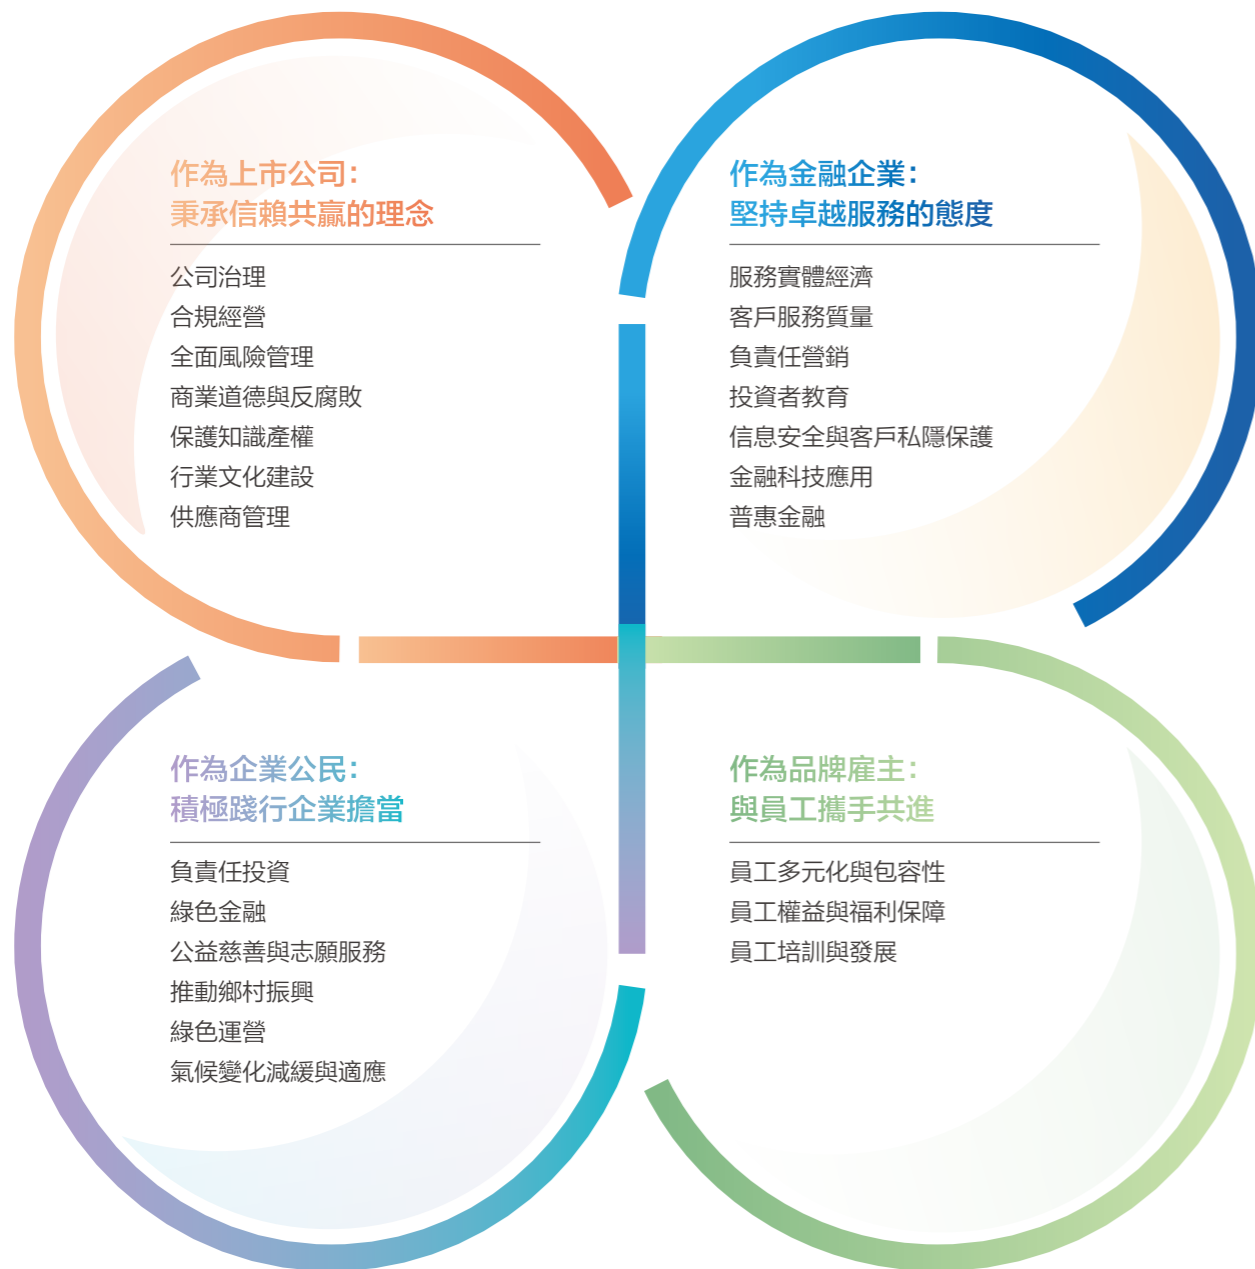 作為上市公司：
秉承信賴共贏的理念
公司治理
合規經營
全面風險管理
商業道德與反腐敗
保護知識產權
行業文化建設
供應商管理
作為金融企業：
堅持卓越服務的態度
服務實體經濟
客戶服務質量
負責任營銷
投資者教育
信息安全與客戶私隱保護
金融科技應用
普惠金融
作為企業公民：
積極踐行企業擔當
負責任投資
綠色金融
公益慈善與志願服務
推動鄉村振興
綠色運營
氣候變化減緩與適應
作為品牌雇主：
與員工攜手共進
員工多元化與包容性
員工權益與福利保障
員工培訓與發展